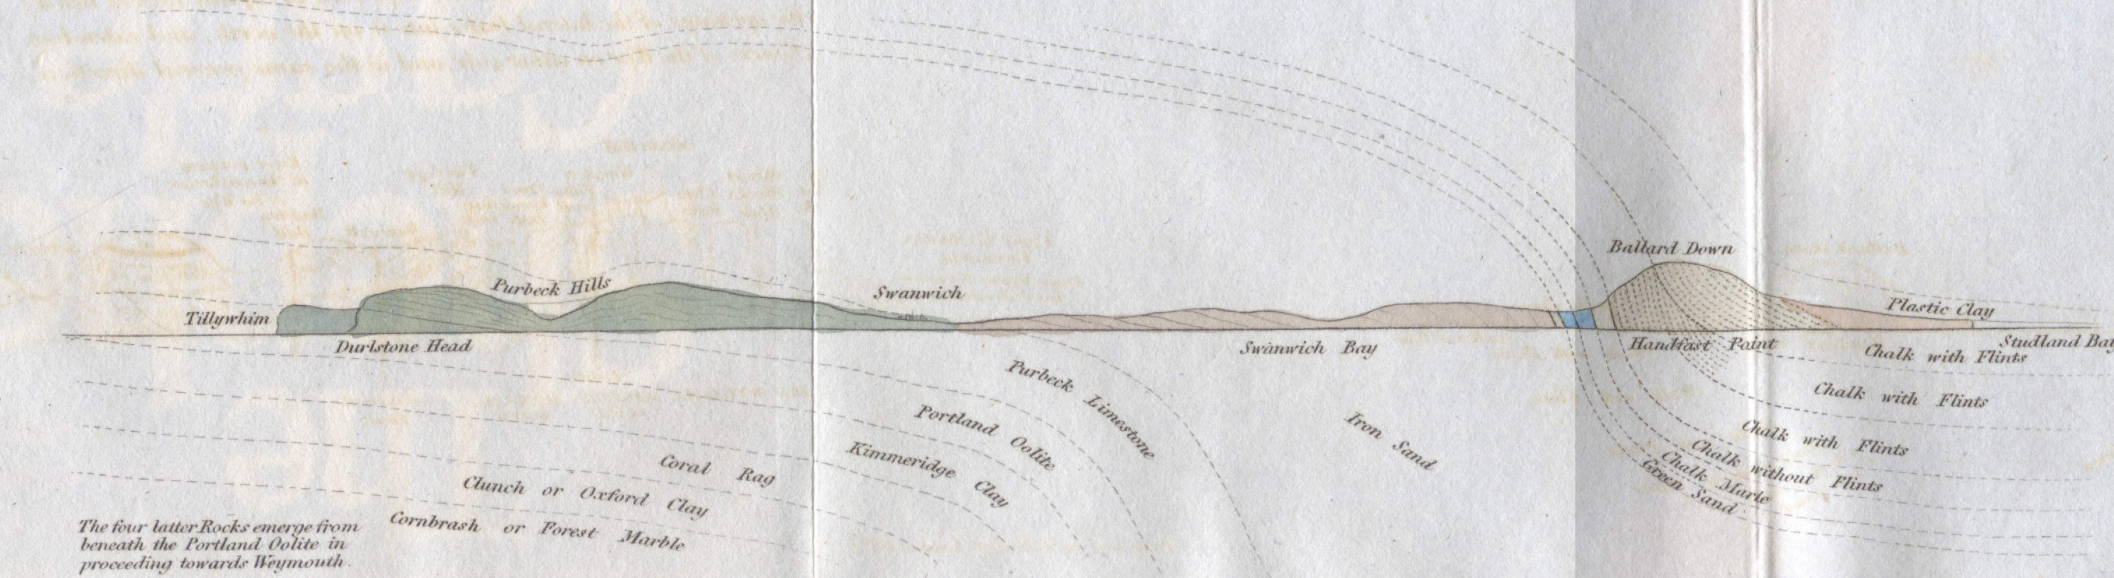 Ballard Down
Purbeck Hills
Swanwich
Plastic Clay
Tillywhim
Durlstone Head
Swanwich Bay
Handfast Point
Studland Bay
Chalk with Flints
Purbeck Limestone
Chalk with Flints
Portland Oolite
Iron Sand
Chalk with Flints
Kimmeridge Clay
Chalk without Flints
Coral Rag
Chalk Marle
Green Sand
Clunch or Oxford Clay
Cornbrash or Forest Marble
The four latter Rocks emerge from
beneath the Portland Oolite in
proceeding towards Weymouth.